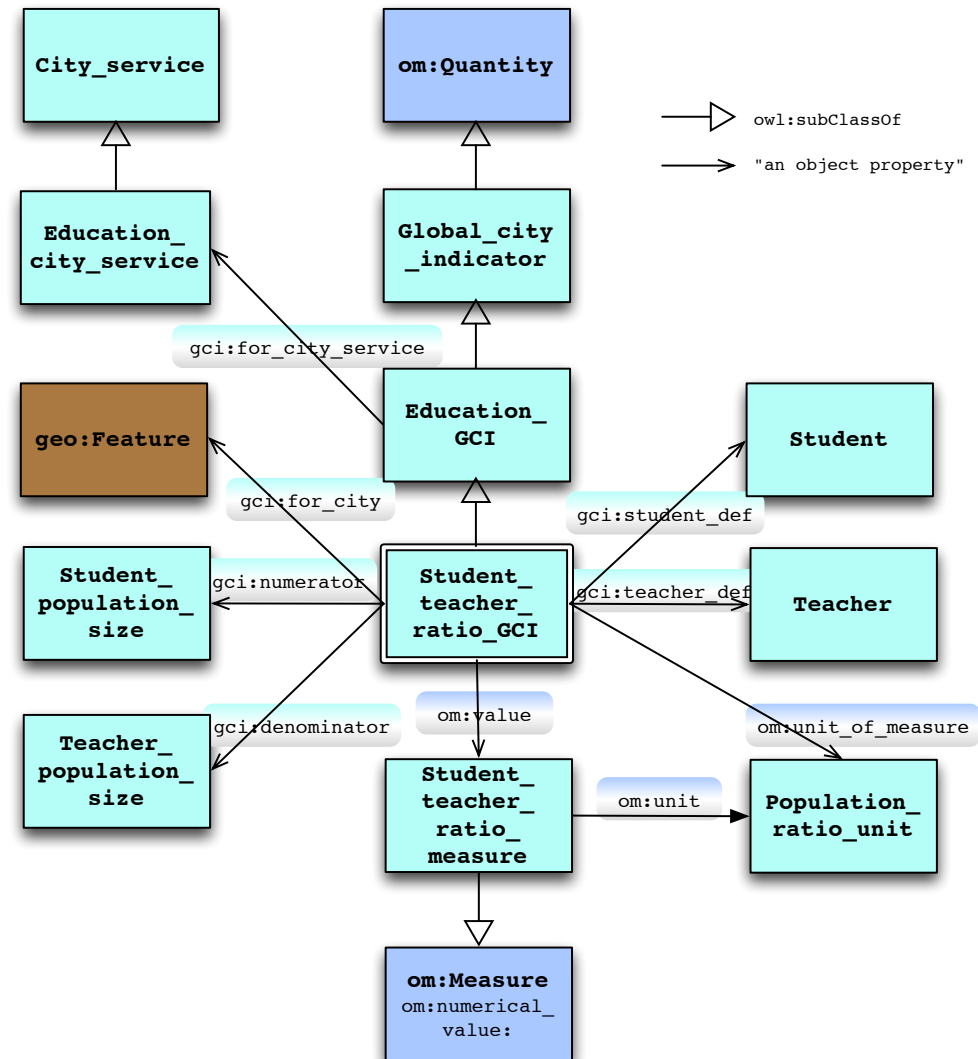 City_service
om:Quantity
owl:subClassOf
"an object property"
Education_
city_service
Global_city
_indicator
gci:for_city_service
geo:Feature
Education_
GCI
Student
gci:for_city
gci:student_def
Student_
population_
size
gci:numerator
Student_
teacher_
ratio_GCI
gci:teacher_def
Teacher
Teacher_
population_
size
gci:denominator
om:value
om:unit_of_measure
Student_
teacher_
ratio_
measure
om:unit
Population_
ratio_unit
om:Measure
om:numerical_
value: